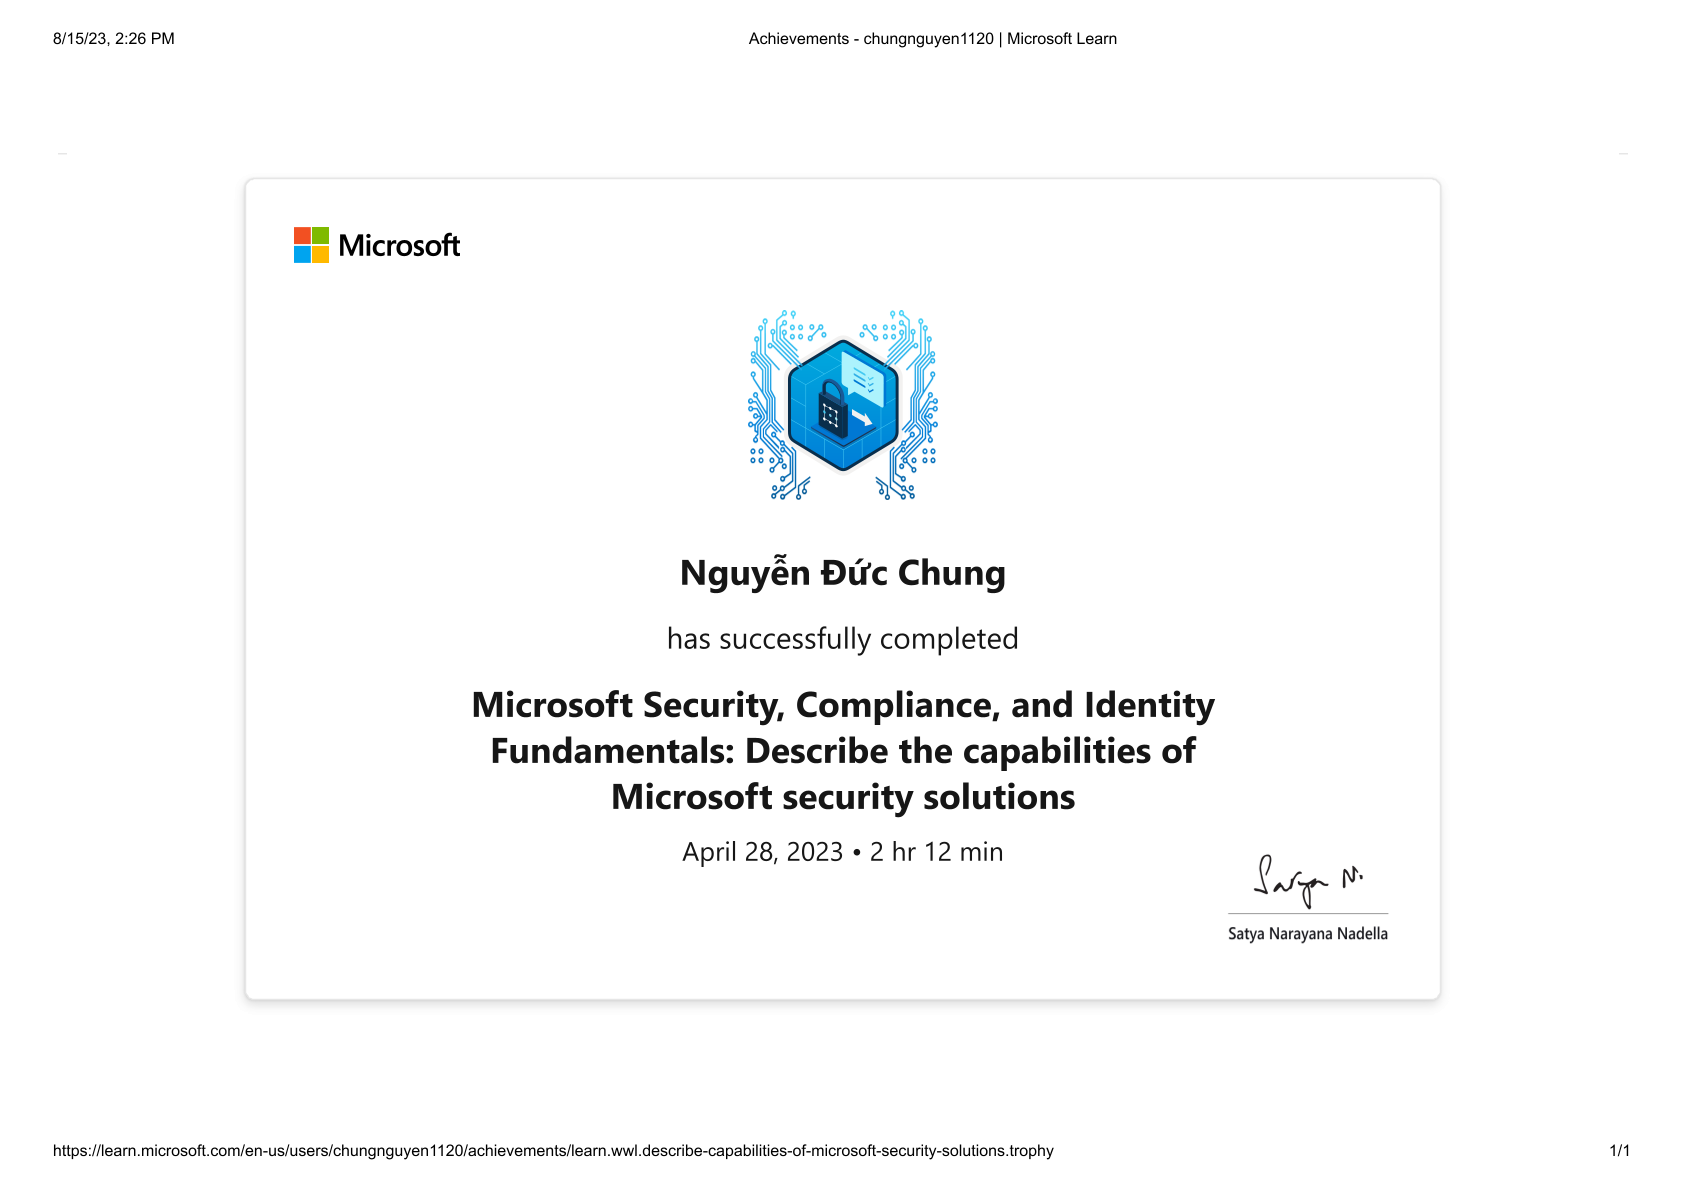 8/15/23, 2:26 PM
Achievements - chungnguyen1120 | Microsoft Learn
Microsoft
Nguyễn Đức Chung
has successfully completed
Microsoft Security, Compliance, and Identity
Fundamentals: Describe the capabilities of
Microsoft security solutions
April 28, 2023 • 2 hr 12 min
Satya N.
Satya Narayana Nadella
https://learn.microsoft.com/en-us/users/chungnguyen1120/achievements/learn.wwl.describe-capabilities-of-microsoft-security-solutions.trophy
1/1